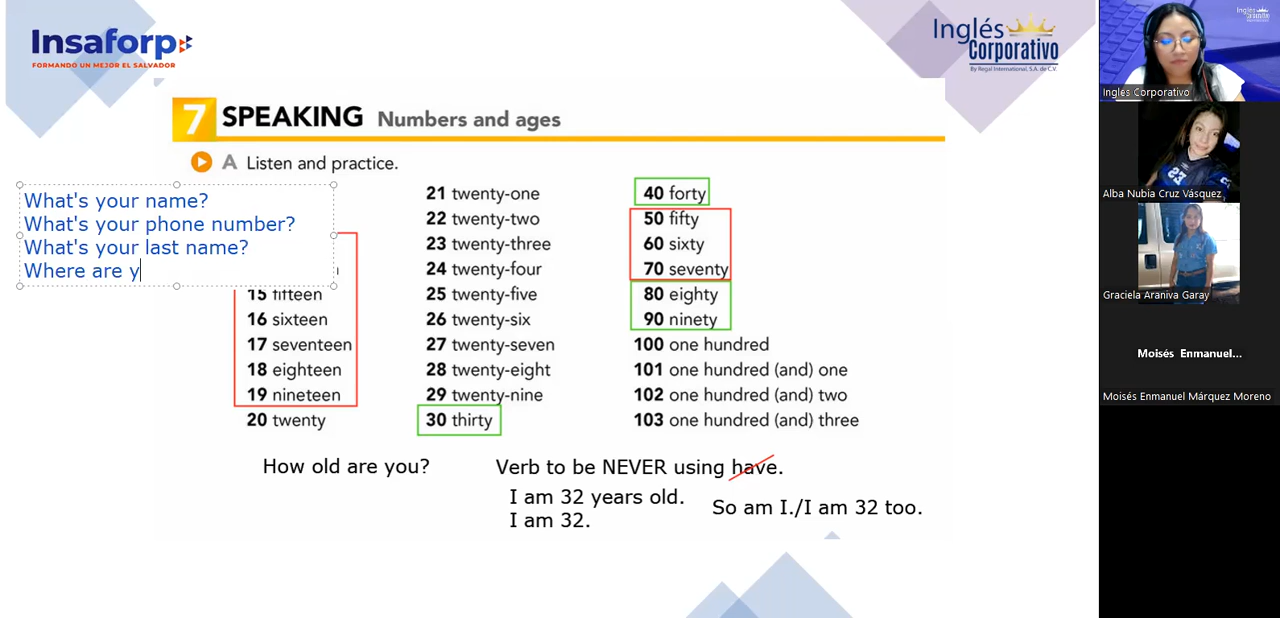 Insaforp
FORMANDO UN MEJOR EL SALVADOR
Inglés
Corporativo
By Regal International, S.A. de C.V.
7 SPEAKING Numbers and ages
A Listen and practice.
What's your name?
What's your phone number?
What's your last name?
Where are y
15 fifteen
16 sixteen
17 seventeen
18 eighteen
19 nineteen
20 twenty
21 twenty-one
22 twenty-two
23 twenty-three
24 twenty-four
25 twenty-five
26 twenty-six
27 twenty-seven
28 twenty-eight
29 twenty-nine
30 thirty
40 forty
50 fifty
60 sixty
70 seventy
80 eighty
90 ninety
100 one hundred
101 one hundred (and) one
102 one hundred (and) two
103 one hundred (and) three
How old are you?
Verb to be NEVER using have.
I am 32 years old.
I am 32.
So am I./I am 32 too.
Inglés Corporativo
Alba Nubia Cruz Vásquez
23
Graciela Araniva Garay
Moisés Enmanuel...
Moisés Enmanuel Márquez Moreno